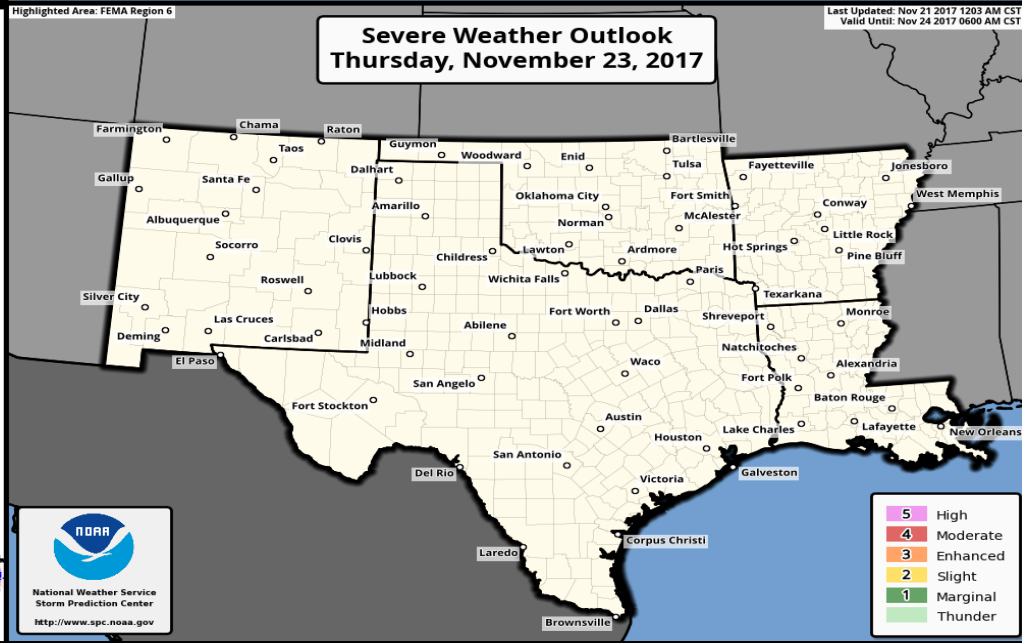 Highlighted Area: FEMA Region 6
Last Updated: Nov 21 2017 1203 AM CST
Valid Until: Nov 24 2017 0600 AM CST
Severe Weather Outlook
Thursday, November 23, 2017
Farmington
Chama
Raton
Guymon
Bartlesville
Taos
Woodward
Enid
Dalhart
Tulsa
Fayetteville
Jonesboro
Gallup
Santa Fe
Oklahoma City
Fort Smith
West Memphis
Amarillo
Conway
Albuquerque
Norman
McAlester
Little Rock
Socorro
Clovis
Childress
Lawton
Ardmore
Hot Springs
Pine Bluff
Roswell
Lubbock
Wichita Falls
Paris
Silver City
Texarkana
Las Cruces
Hobbs
Fort Worth
Dallas
Shreveport
Monroe
Deming
Carlsbad
Midland
Abilene
Natchitoches
El Paso
Waco
Alexandria
San Angelo
Fort Polk
Fort Stockton
Baton Rouge
Austin
Lake Charles
Lafayette
New Orleans
Houston
San Antonio
Del Rio
Galveston
Victoria
Corpus Christi
Laredo
Brownsville
NOAA
National Weather Service
Storm Prediction Center
http://www.spc.noaa.gov
5 High
4 Moderate
3 Enhanced
2 Slight
1 Marginal
Thunder